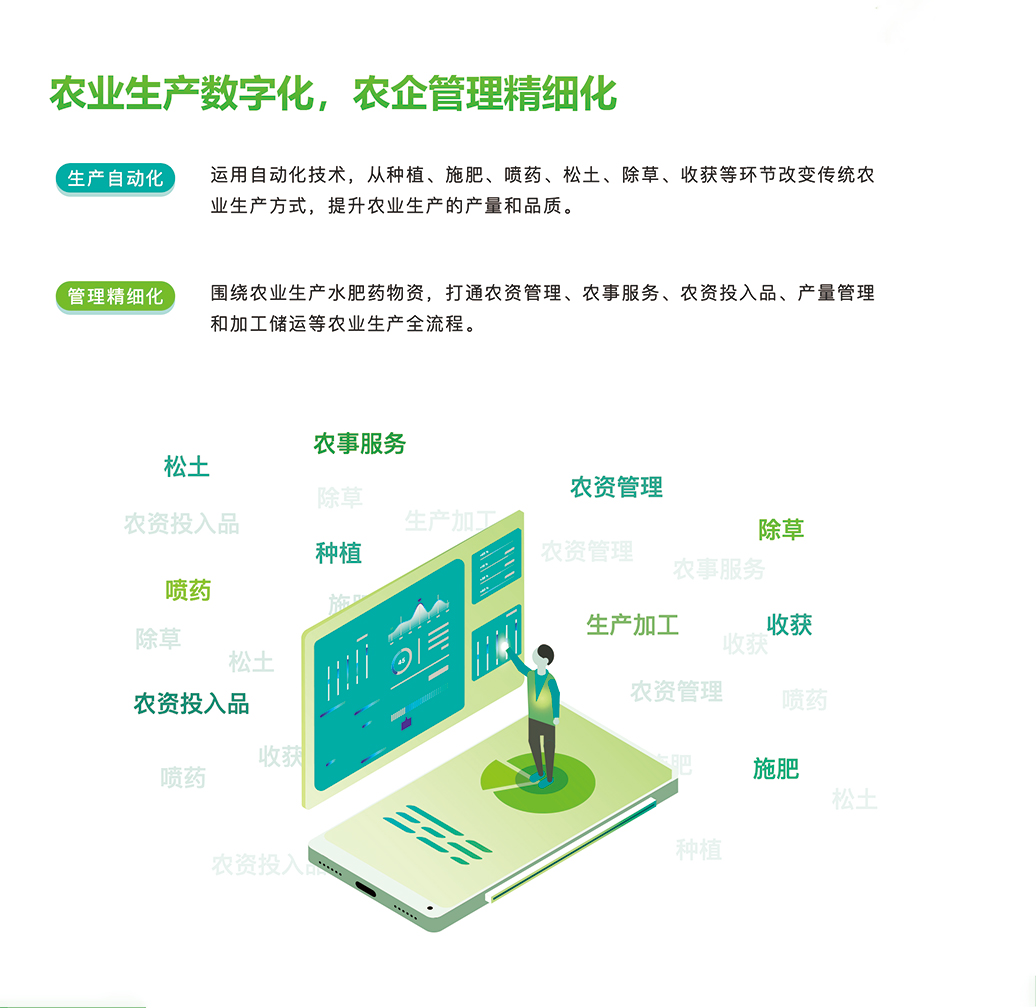 农业生产数字化，农企管理精细化
生产自动化
运用自动化技术，从种植、施肥、喷药、松土、除草、收获等环节改变传统农
业生产方式，提升农业生产的产量和品质。
管理精细化
围绕农业生产水肥药物资，打通农资管理、农事服务、农资投入品、产量管理
和加工储运等农业生产全流程。
农事服务
松土
农资管理
除草
农资投入品
生产加工
除草
种植
农资管理
农事服务
喷药
施肥
生产加工
收获
除草
收获
松土
农资管理
喷药
农资投入品
收获
施肥
喷药
施肥
松土
种植
农资投入品
45